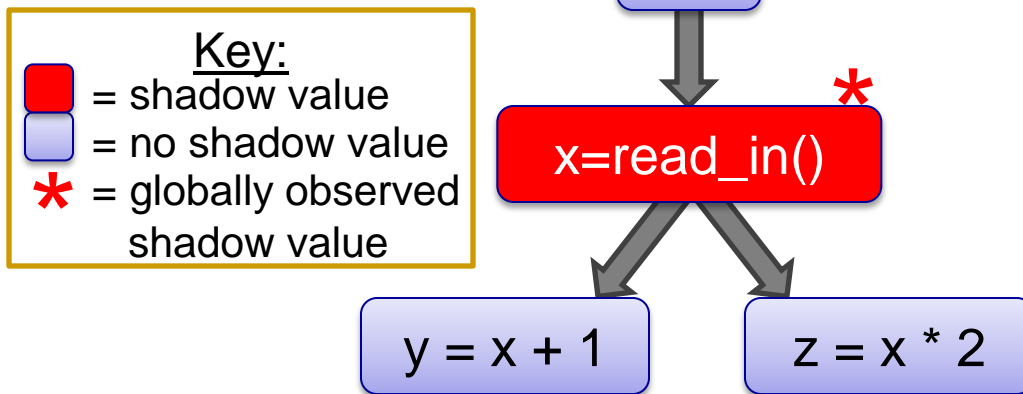 Key:
= shadow value
= no shadow value
* = globally observed
shadow value
*
x=read_in()
y = x + 1
z = x * 2